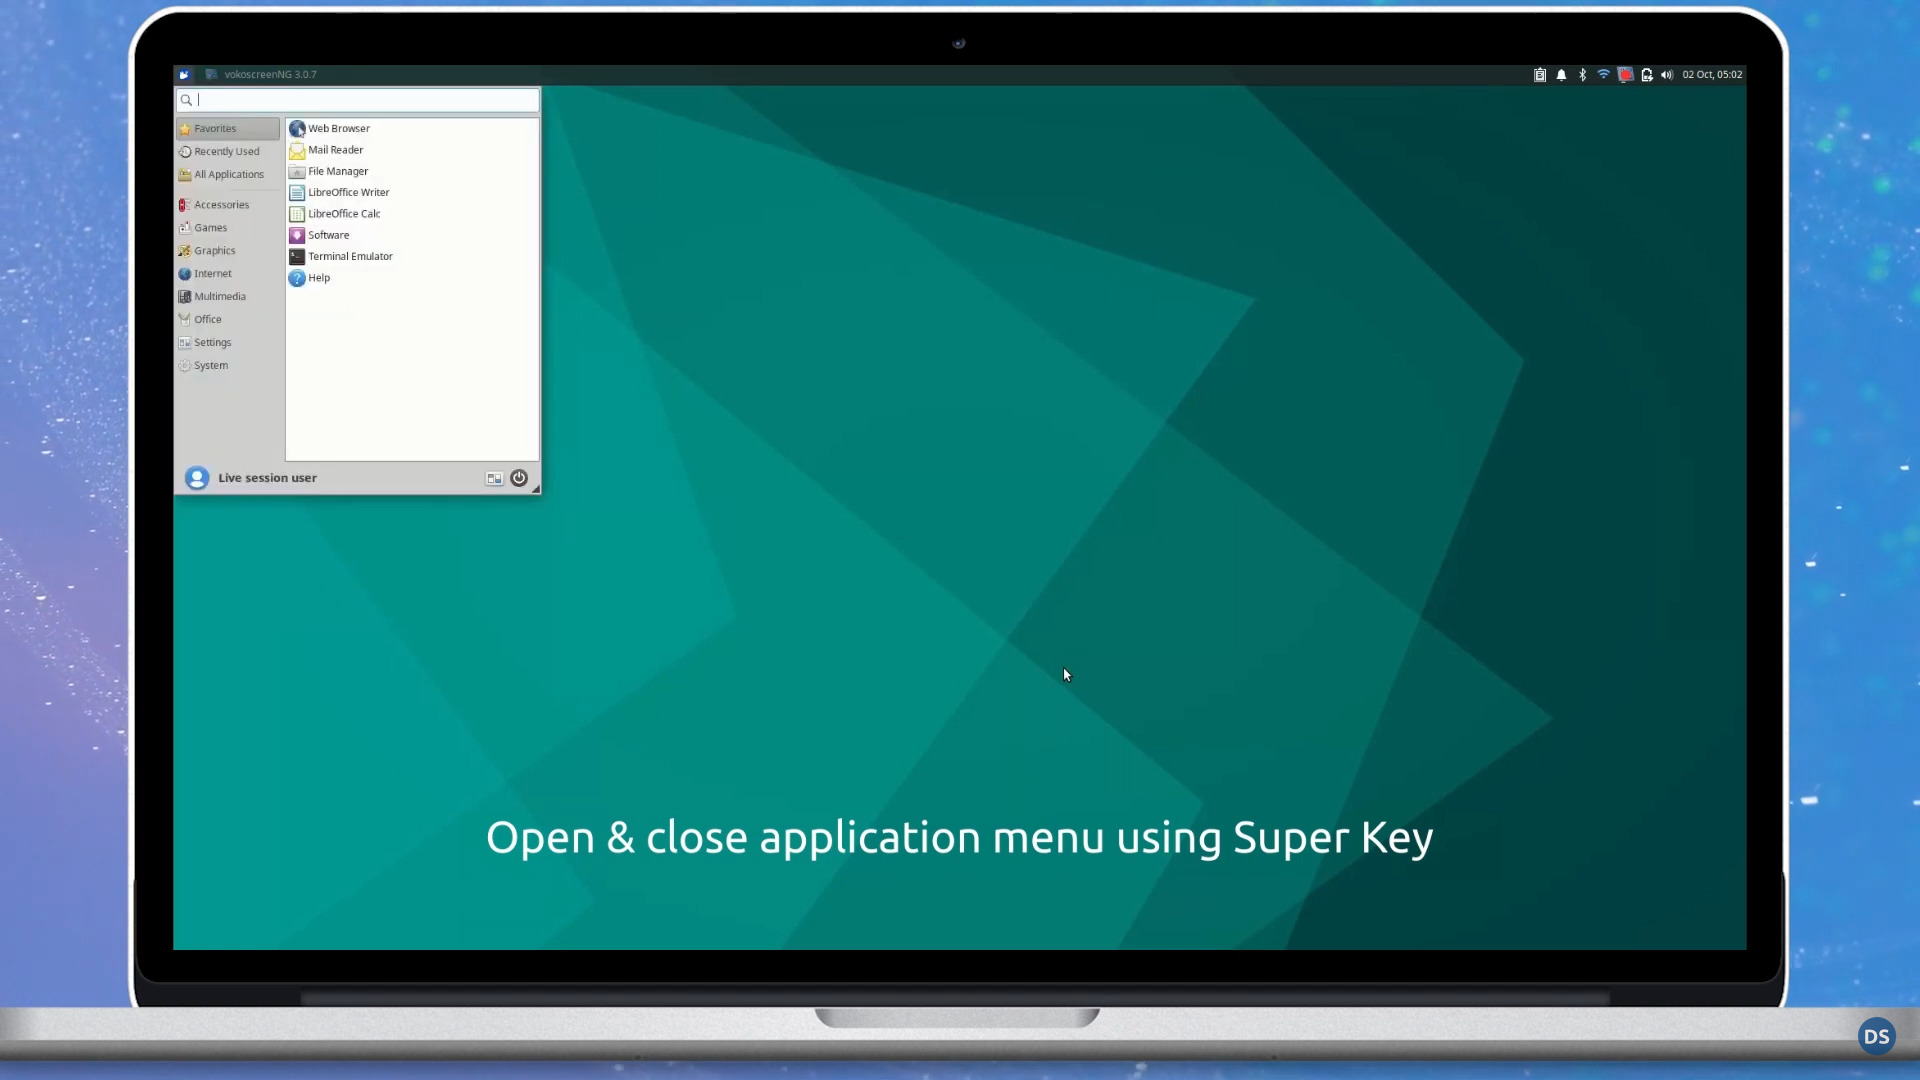 vokoscreenNG 3.0.7
02 Oct, 05:02
Favorites
Recently Used
All Applications
Accessories
Games
Graphics
Internet
Multimedia
Office
Settings
System
Web Browser
Mail Reader
File Manager
LibreOffice Writer
LibreOffice Calc
Software
Terminal Emulator
Help
Live session user
Open & close application menu using Super Key
DS